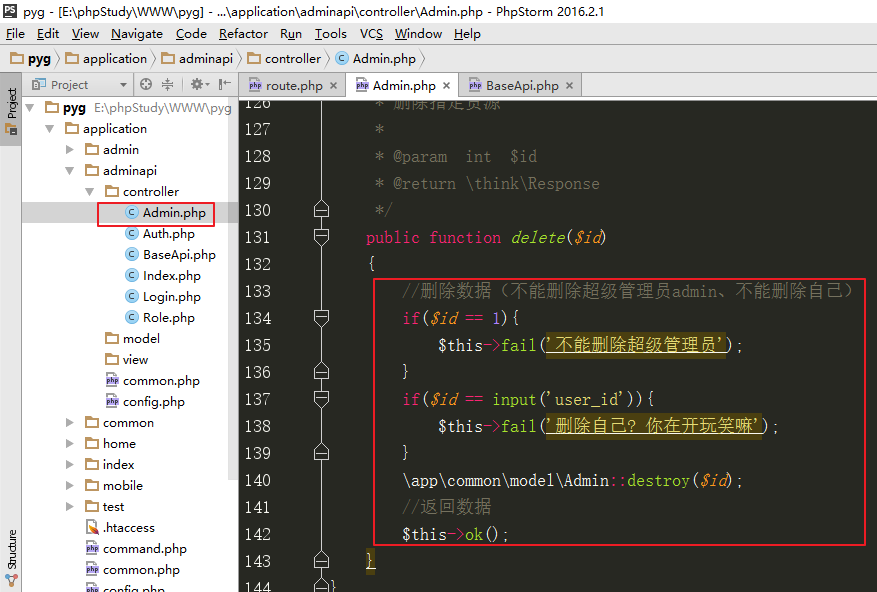 pyg - [E:\phpStudy\WWW\pyg] - ...\application\adminapi\controller\Admin.php - PhpStorm 2016.2.1
File Edit View Navigate Code Refactor Run Tools VCS Window Help
pyg application adminapi controller Admin.php
Project route.php Admin.php BaseApi.php
Project
Structure
pyg E:\phpStudy\WWW\pyg
application
admin
adminapi
controller
Admin.php
Auth.php
BaseApi.php
Index.php
Login.php
Role.php
model
view
common.php
config.php
common
home
index
mobile
test
.htaccess
command.php
common.php
config.php
126 * 删除指定资源
127 *
128 * @param int $id
129 * @return \think\Response
130 */
131 public function delete($id)
132 {
133 //删除数据（不能删除超级管理员admin、不能删除自己）
134 if($id == 1){
135 $this->fail('不能删除超级管理员');
136 }
137 if($id == input('user_id')){
138 $this->fail('删除自己？你在开玩笑嘛');
139 }
140 \app\common\model\Admin::destroy($id);
141 //返回数据
142 $this->ok();
143 }
144 }